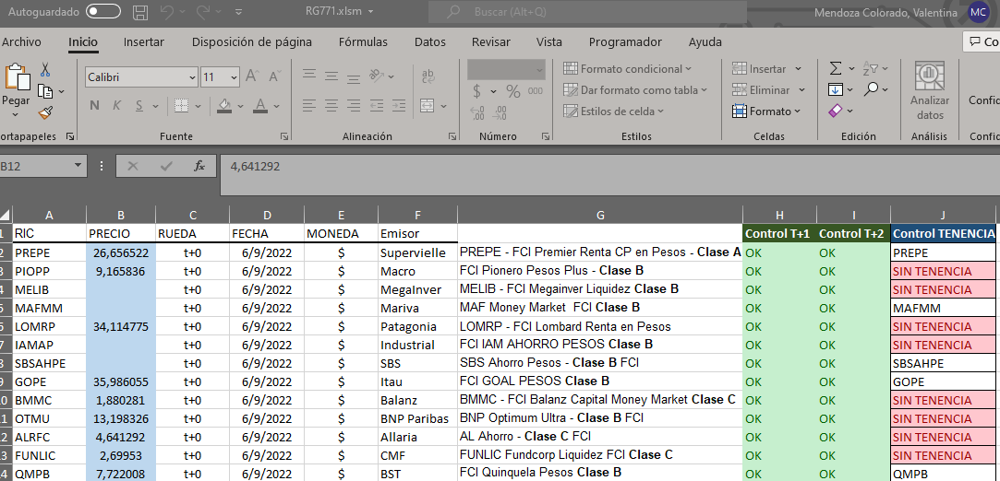 Autoguardado RG771.xlsm Buscar (Alt+Q) Mendoza Colorado, Valentina MC
Archivo Inicio Insertar Disposición de página Fórmulas Datos Revisar Vista Programador Ayuda Co
Pegar Calibri 11 A A ab Formato condicional Insertar Σ
$ % 000 Dar formato como tabla Eliminar Analizar datos Confi
N K S A Estilos de celda Formato
ortapapeles Fuente Alineación Número Estilos Celdas Edición Análisis Confic
B12 fx 4,641292
A B C D E F G H I J
1 RIC PRECIO RUEDA FECHA MONEDA Emisor Control T+1 Control T+2 Control TENENCIA
2 PREPE 26,656522 t+0 6/9/2022 $ Supervielle PREPE - FCI Premier Renta CP en Pesos - Clase A OK OK PREPE
3 PIOPP 9,165836 t+0 6/9/2022 $ Macro FCI Pionero Pesos Plus - Clase B OK OK SIN TENENCIA
4 MELIB t+0 6/9/2022 $ MegaInver MELIB - FCI Megainver Liquidez Clase B OK OK SIN TENENCIA
5 MAFMM t+0 6/9/2022 $ Mariva MAF Money Market FCI Clase B OK OK MAFMM
6 LOMRP 34,114775 t+0 6/9/2022 $ Patagonia LOMRP - FCI Lombard Renta en Pesos OK OK SIN TENENCIA
7 IAMAP t+0 6/9/2022 $ Industrial FCI IAM AHORRO PESOS Clase B OK OK SIN TENENCIA
8 SBSAHPE t+0 6/9/2022 $ SBS SBS Ahorro Pesos - Clase B FCI OK OK SBSAHPE
9 GOPE 35,986055 t+0 6/9/2022 $ Itau FCI GOAL PESOS Clase B OK OK GOPE
10 BMMC 1,880281 t+0 6/9/2022 $ Balanz BMMC - FCI Balanz Capital Money Market Clase C OK OK SIN TENENCIA
11 OTMU 13,198326 t+0 6/9/2022 $ BNP Paribas BNP Optimum Ultra - Clase B FCI OK OK SIN TENENCIA
12 ALRFC 4,641292 t+0 6/9/2022 $ Allaria AL Ahorro - Clase C FCI OK OK SIN TENENCIA
13 FUNLIC 2,69953 t+0 6/9/2022 $ CMF FUNLIC Fundcorp Liquidez FCI Clase C OK OK SIN TENENCIA
14 QMPB 7,722008 t+0 6/9/2022 $ BST FCI Quinquela Pesos Clase B OK OK QMPB